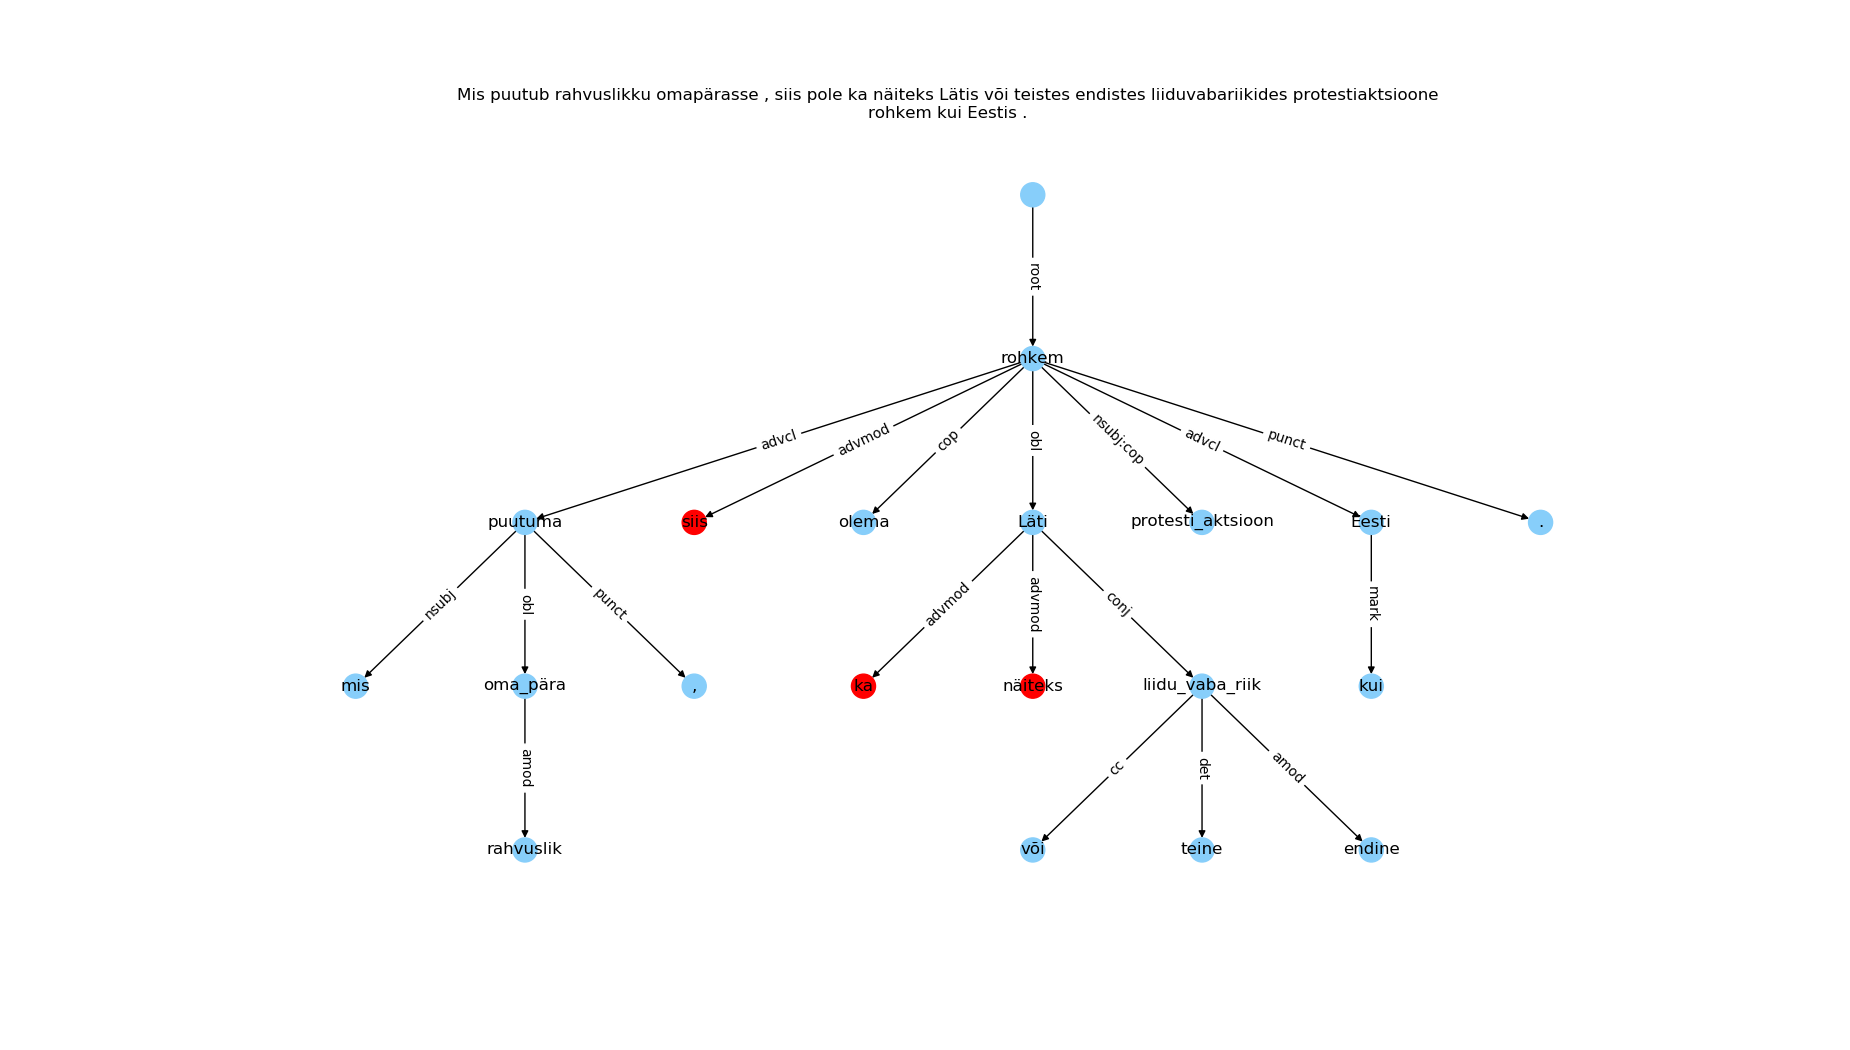 Mis puutub rahvuslikku omapärasse , siis pole ka näiteks Lätis või teistes endistes liiduvabariikides protestiaktsioone
rohkem kui Eestis .
root
rohkem
advcl
advmod
cop
obl
nsubj:cop
advcl
punct
puutuma
siis
olema
Läti
protesti_aktsioon
Eesti
.
nsubj
obl
punct
advmod
advmod
conj
mark
mis
oma_pära
,
ka
näiteks
liidu_vaba_riik
kui
amod
cc
det
amod
rahvuslik
või
teine
endine